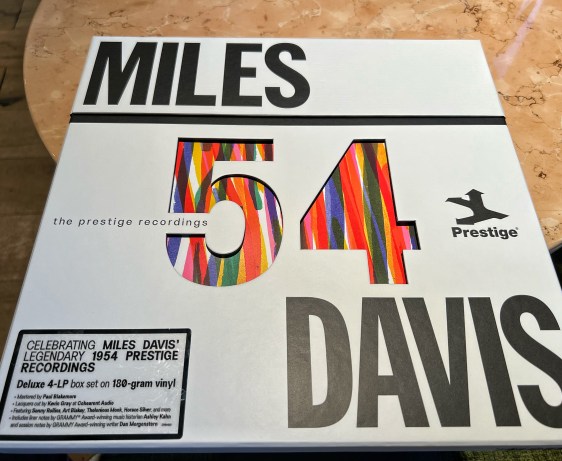 MILES
54
the prestige recordings
Prestige®
DAVIS
CELEBRATING MILES DAVIS'
LEGENDARY 1954 PRESTIGE
RECORDINGS
Deluxe 4-LP box set on 180-gram vinyl
• Mastered by Paul Blakemore
• Lacquers cut by Kevin Gray at Cohearent Audio
• Featuring Sonny Rollins, Art Blakey, Thelonious Monk, Horace Silver, and more
• Includes liner notes by GRAMMY® Award-winning music historian Ashley Kahn
and session notes by GRAMMY Award-winning writer Dan Morgenstern